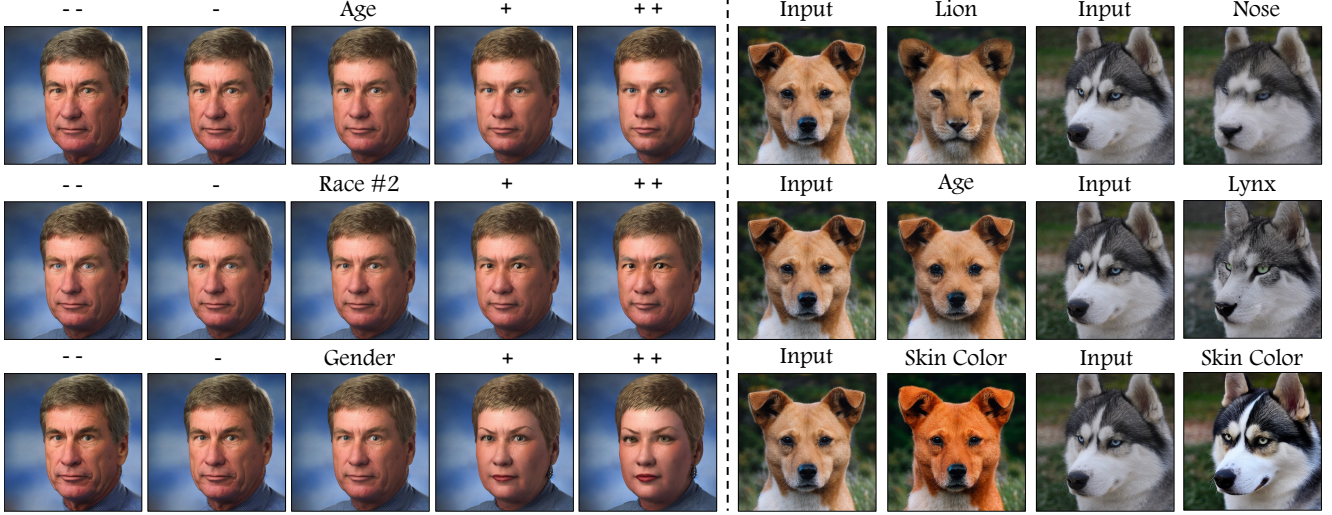 -- - Age + ++ Input Lion Input Nose
-- - Race #2 + ++ Input Age Input Lynx
-- - Gender + ++ Input Skin Color Input Skin Color